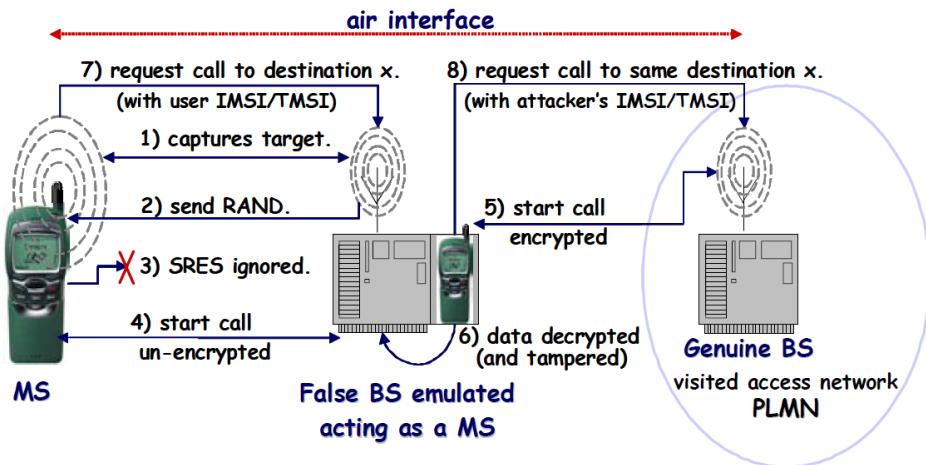 air interface
7) request call to destination x.
(with user IMSI/TMSI)
8) request call to same destination x.
(with attacker's IMSI/TMSI)
1) captures target.
2) send RAND.
3) SRES ignored.
4) start call
un-encrypted
5) start call
encrypted
6) data decrypted
(and tampered)
MS
False BS emulated
acting as a MS
Genuine BS
visited access network
PLMN